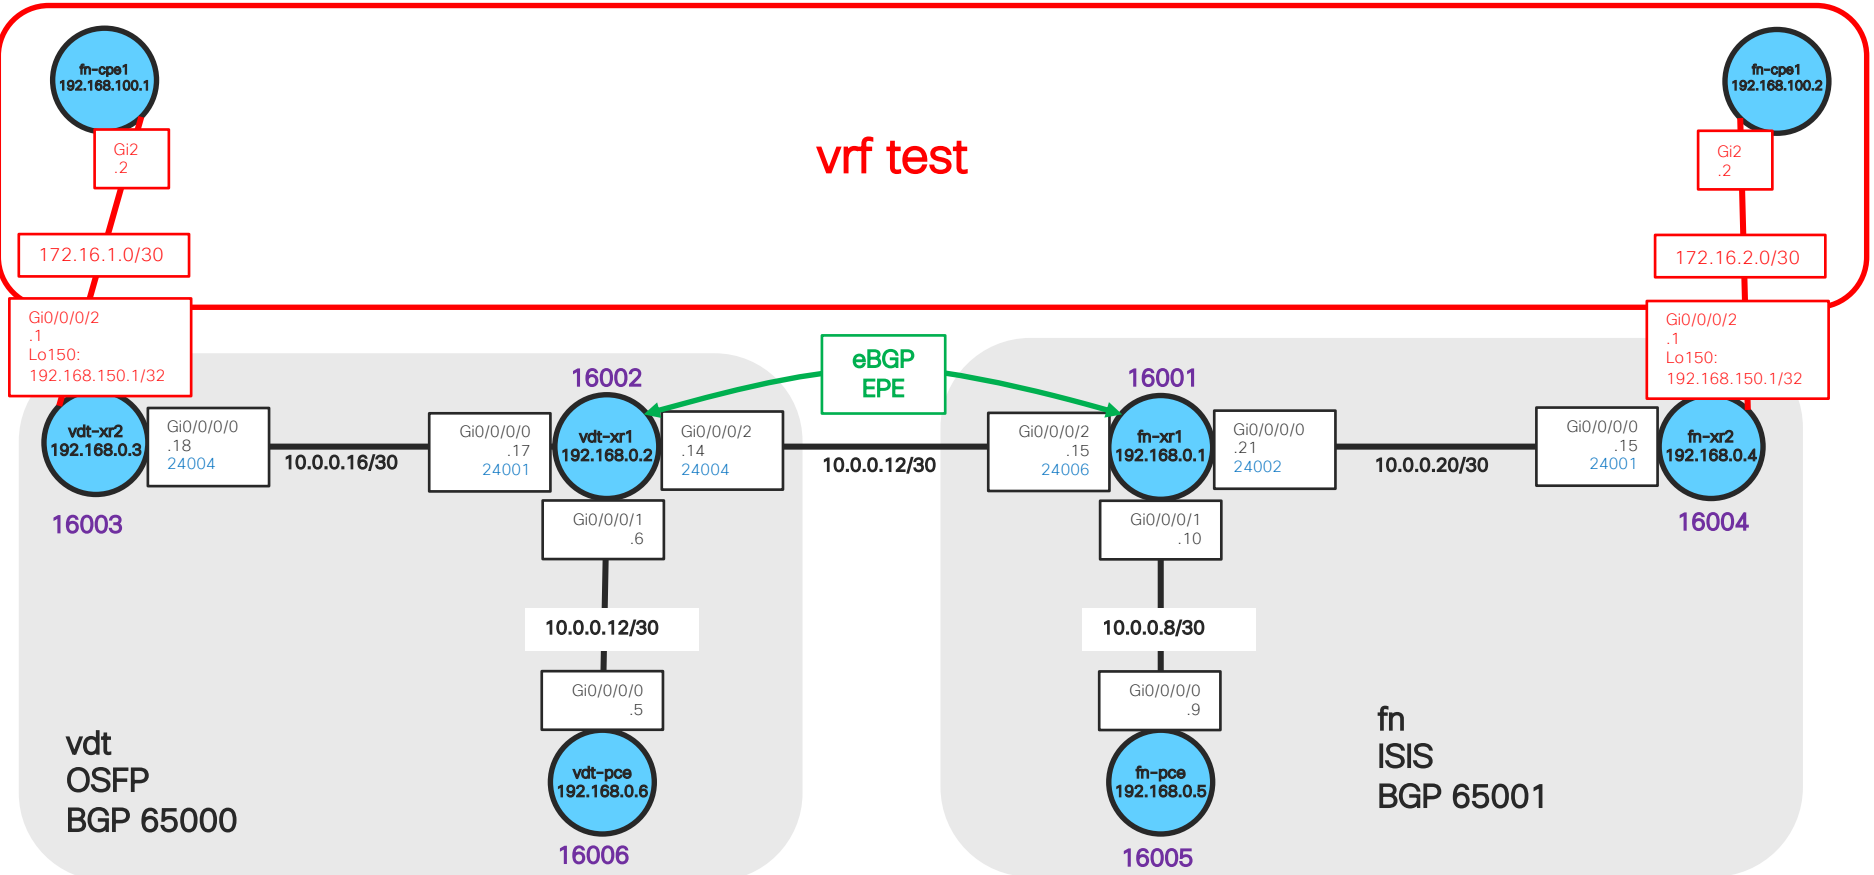 fn-cpe1
192.168.100.1
fn-cpe1
192.168.100.2
Gi2
.2
vrf test
Gi2
.2
172.16.1.0/30
172.16.2.0/30
Gi0/0/0/2
.1
Lo150:
192.168.150.1/32
Gi0/0/0/2
.1
Lo150:
192.168.150.1/32
eBGP
EPE
16002
16001
vdt-xr2
192.168.0.3
Gi0/0/0/0
.18
24004
10.0.0.16/30
Gi0/0/0/0
.17
24001
vdt-xr1
192.168.0.2
Gi0/0/0/2
.14
24004
10.0.0.12/30
Gi0/0/0/2
.15
24006
fn-xr1
192.168.0.1
Gi0/0/0/0
.21
24002
10.0.0.20/30
Gi0/0/0/0
.15
24001
fn-xr2
192.168.0.4
16003
16004
Gi0/0/0/1
.6
Gi0/0/0/1
.10
10.0.0.12/30
10.0.0.8/30
Gi0/0/0/0
.5
Gi0/0/0/0
.9
vdt
OSFP
BGP 65000
vdt-pce
192.168.0.6
16006
fn-pce
192.168.0.5
16005
fn
ISIS
BGP 65001